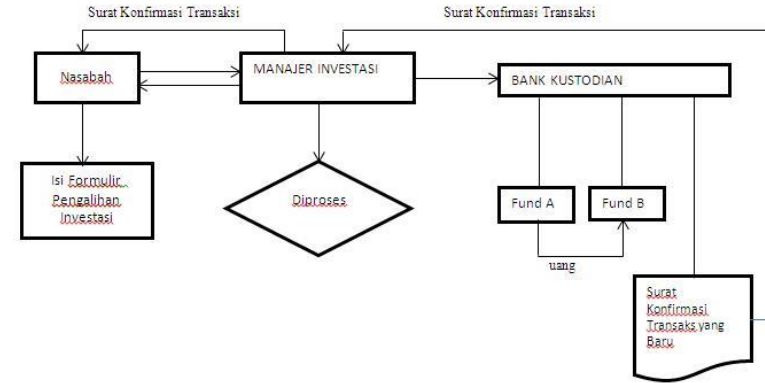 Surat Konfirmasi Transaksi
Surat Konfirmasi Transaksi
Nasabah
MANAJER INVESTASI
BANK KUSTODIAN
Isi Formulir
Pengalihan
Investasi
Diproses
Fund A
Fund B
uang
Surat
Konfirmasi
Transaks yang
Baru